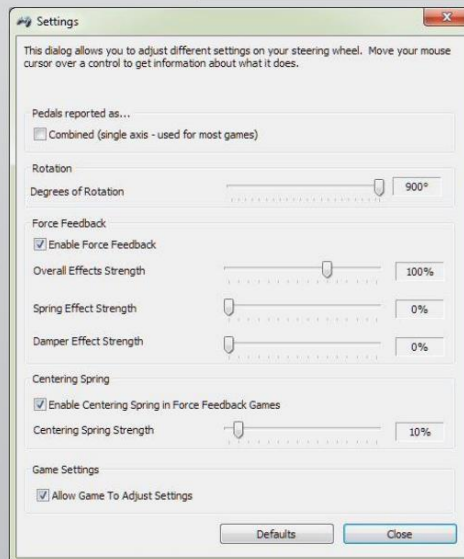 Settings
This dialog allows you to adjust different settings on your steering wheel. Move your mouse
cursor over a control to get information about what it does.
Pedals reported as...
Combined (single axis - used for most games)
Rotation
Degrees of Rotation 900°
Force Feedback
Enable Force Feedback
Overall Effects Strength 100%
Spring Effect Strength 0%
Damper Effect Strength 0%
Centering Spring
Enable Centering Spring in Force Feedback Games
Centering Spring Strength 10%
Game Settings
Allow Game To Adjust Settings
Defaults Close